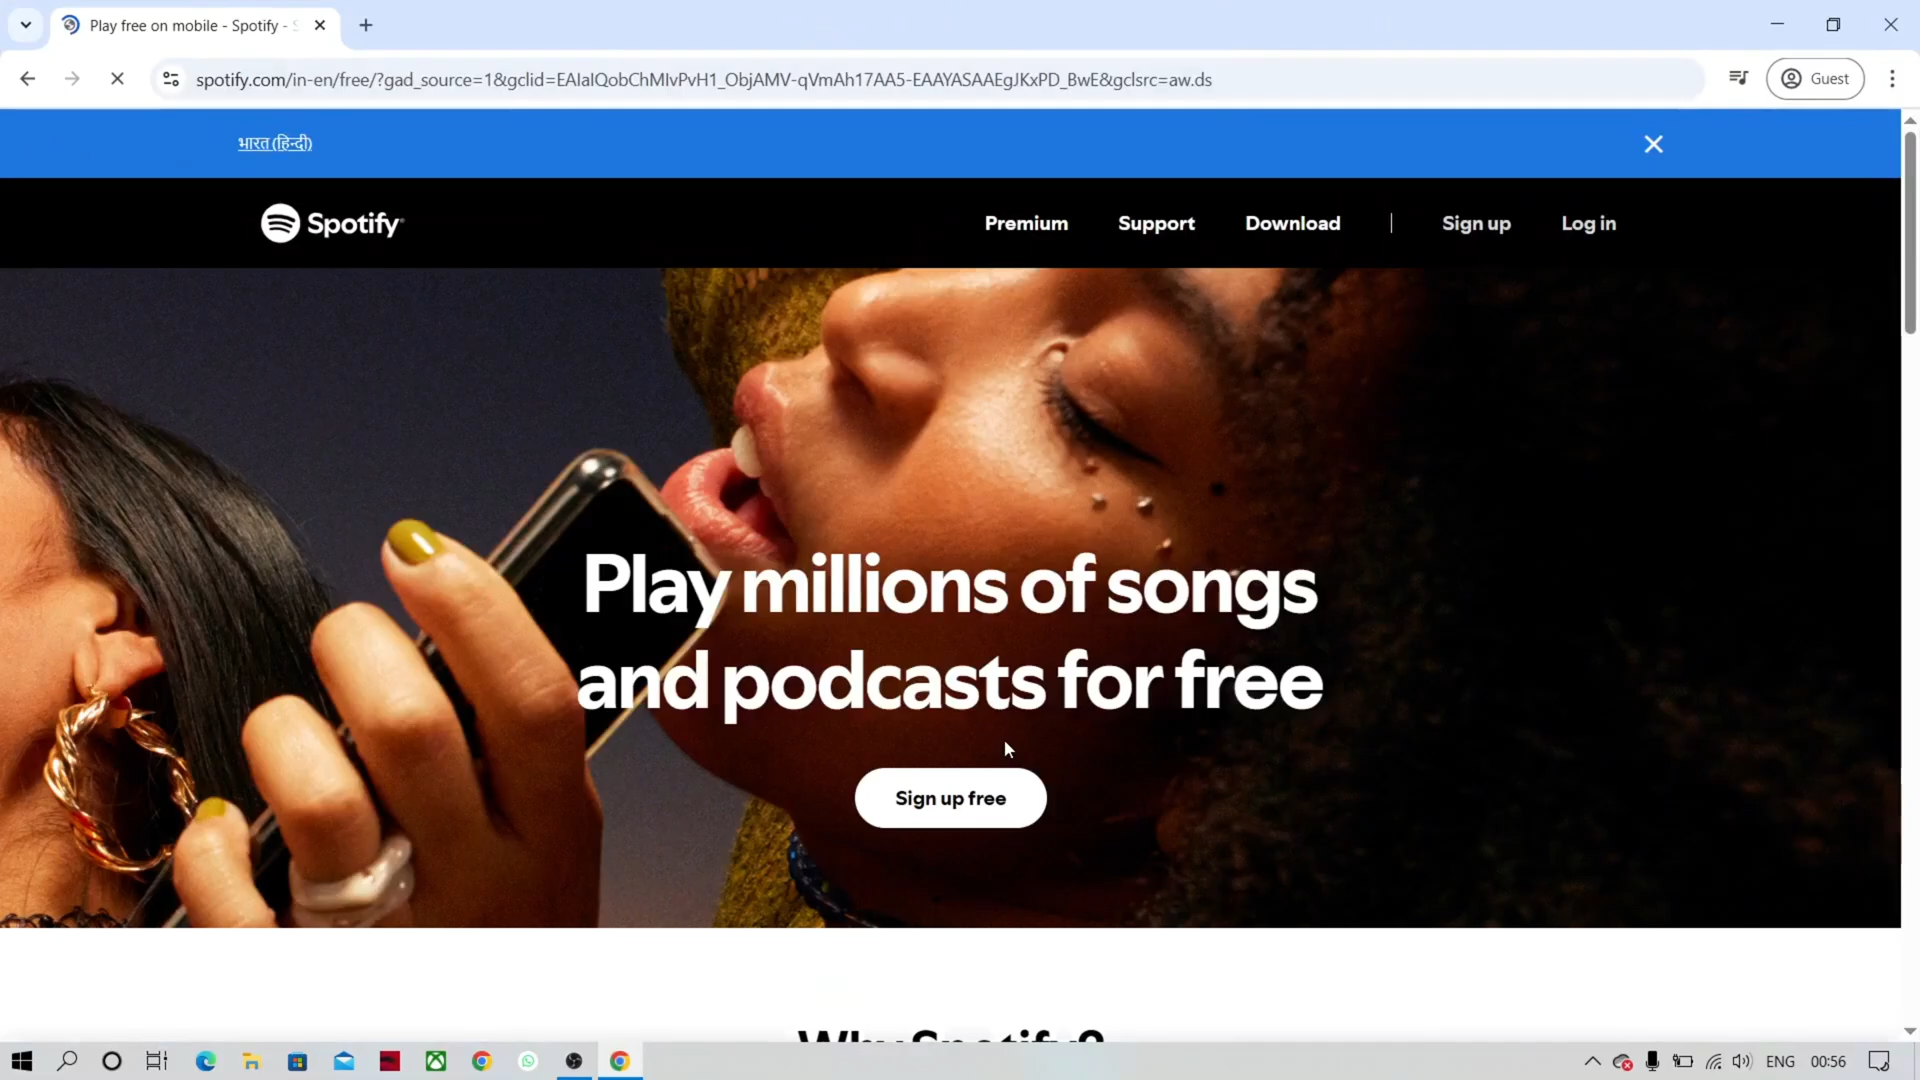 Play free on mobile - Spotify -
spotify.com/in-en/free/?gad_source=1&gclid=EAIaIQobChMIvPvH1_ObjAMV-qVmAh17AA5-EAAYASAAEgJKxPD_BwE&gclsrc=aw.ds
Guest
भारत (हिन्दी)
Spotify
Premium
Support
Download
Sign up
Log in
Play millions of songs
and podcasts for free
Sign up free
Why Spotify?
ENG
00:56